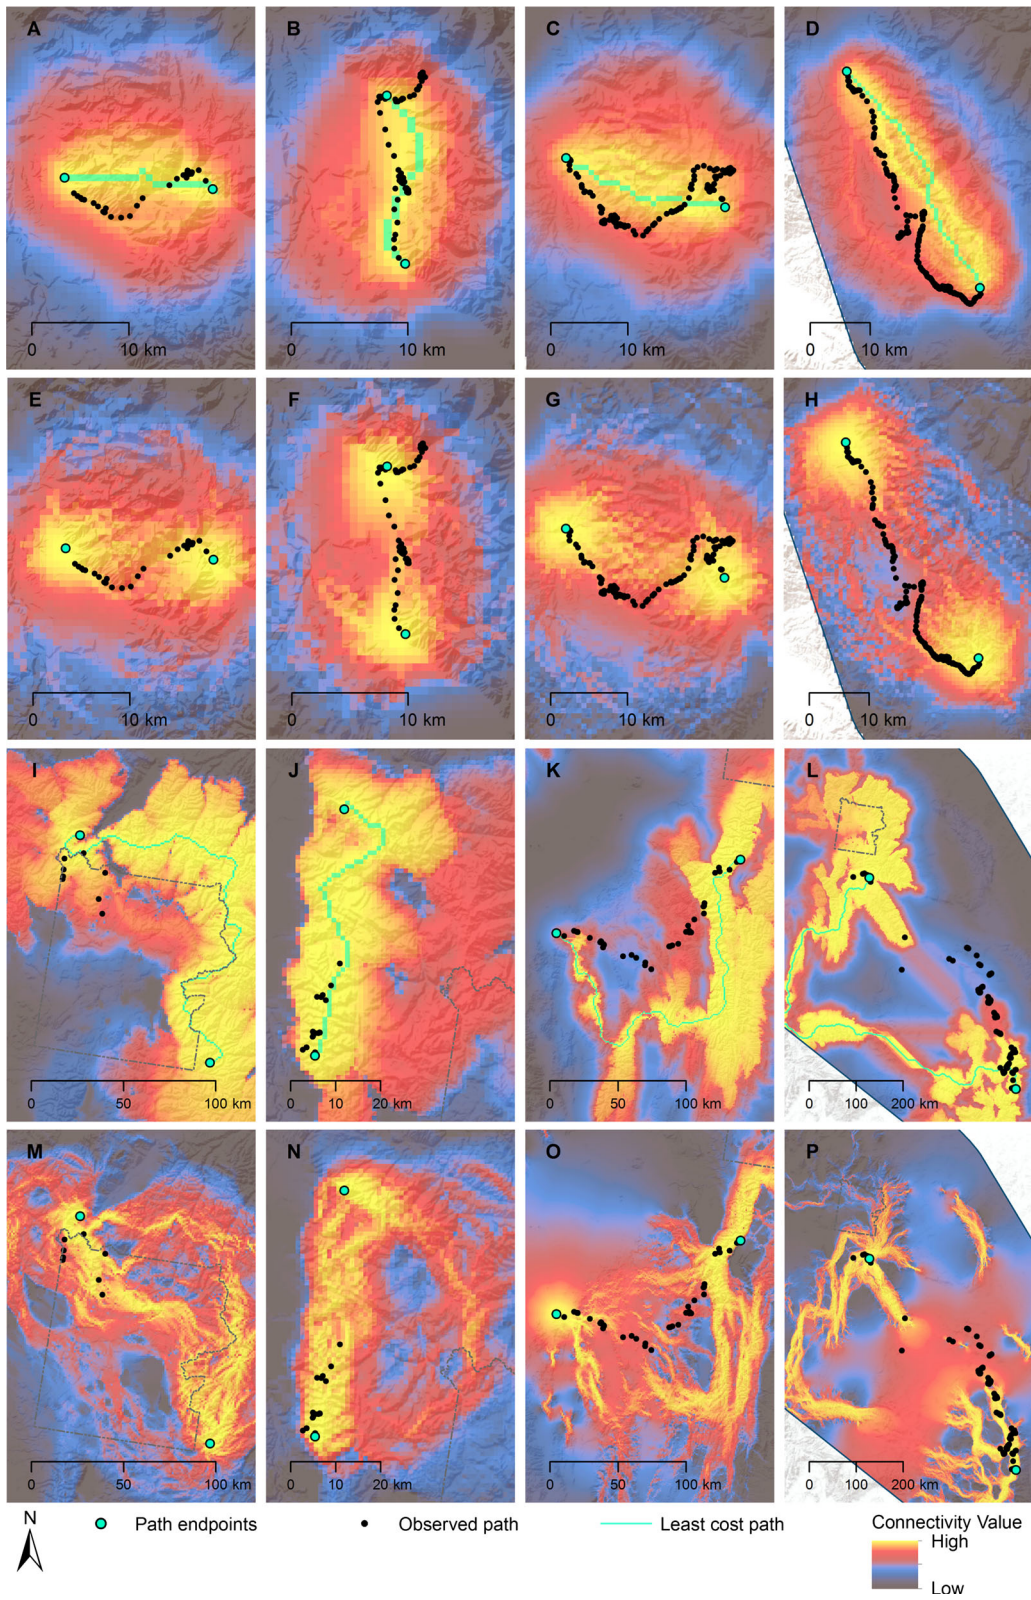 A B C D
0 10 km 0 10 km 0 10 km 0 10 km
E F G H
0 10 km 0 10 km 0 10 km 0 10 km
I J K L
0 50 100 km 0 10 20 km 0 50 100 km 0 100 200 km
M N O P
0 50 100 km 0 10 20 km 0 50 100 km 0 100 200 km
N Path endpoints Observed path Least cost path Connectivity Value
High
Low